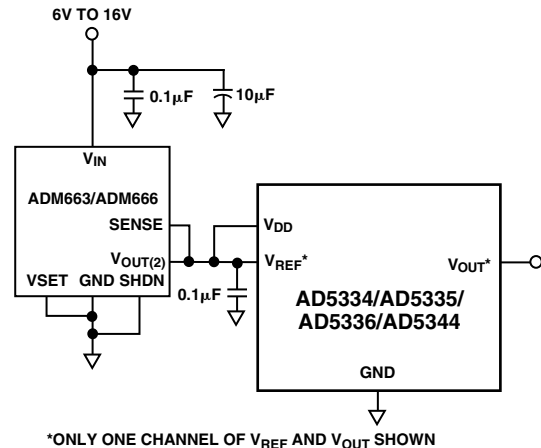 6V TO 16V
0.1μF
10μF
VIN
ADM663/ADM666
SENSE
VOUT(2)
VSET GND SHDN
0.1μF
VDD
VREF*
VOUT*
AD5334/AD5335/
AD5336/AD5344
GND
*ONLY ONE CHANNEL OF VREF AND VOUT SHOWN